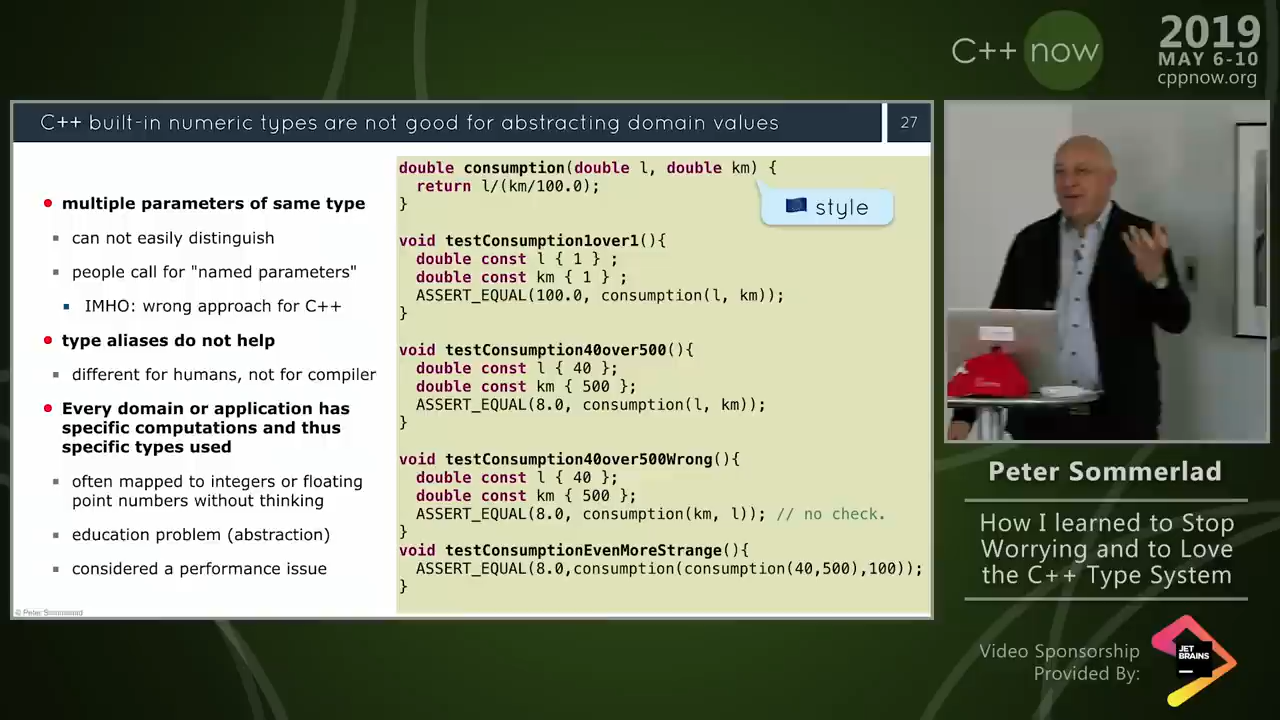 C++ now
2019
MAY 6-10
cppnow.org
C++ built-in numeric types are not good for abstracting domain values
27
multiple parameters of same type
can not easily distinguish
people call for "named parameters"
IMHO: wrong approach for C++
type aliases do not help
different for humans, not for compiler
Every domain or application has
specific computations and thus
specific types used
often mapped to integers or floating
point numbers without thinking
education problem (abstraction)
considered a performance issue
double consumption(double l, double km) {
return l/(km/100.0);
}
style
void testConsumption1over1(){
double const l { 1 } ;
double const km { 1 } ;
ASSERT_EQUAL(100.0, consumption(l, km));
}
void testConsumption40over500(){
double const l { 40 };
double const km { 500 };
ASSERT_EQUAL(8.0, consumption(l, km));
}
void testConsumption40over500Wrong(){
double const l { 40 };
double const km { 500 };
ASSERT_EQUAL(8.0, consumption(km, l)); // no check.
}
void testConsumptionEvenMoreStrange(){
ASSERT_EQUAL(8.0,consumption(consumption(40,500),100));
}
© Peter Sommerlad
Peter Sommerlad
How I learned to Stop
Worrying and to Love
the C++ Type System
Video Sponsorship
Provided By:
JET
BRAINS